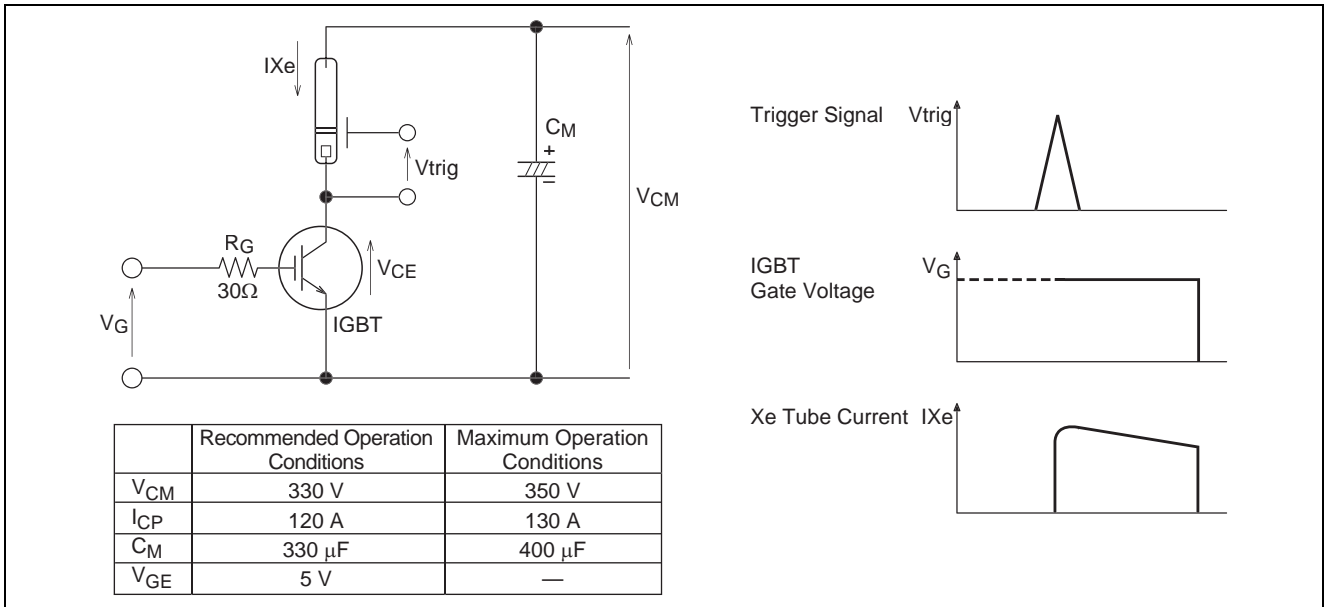 IXe
CM
+
–
Vtrig
VCM
RG
30Ω
VCE
VG
IGBT
Recommended Operation Conditions
Maximum Operation Conditions
VCM 330 V 350 V
ICP 120 A 130 A
CM 330 μF 400 μF
VGE 5 V —
Trigger Signal Vtrig
IGBT VG
Gate Voltage
Xe Tube Current IXe